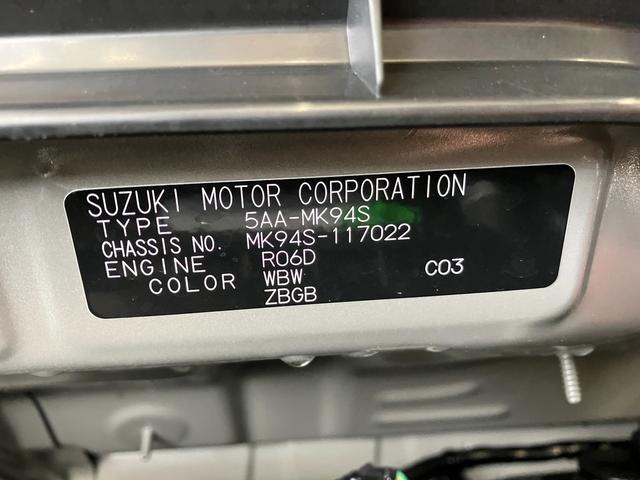 SUZUKI MOTOR CORPORATION
TYPE 5AA-MK94S
CHASSIS NO. MK94S-117022
ENGINE R06D
COLOR WBW C03
ZBGB